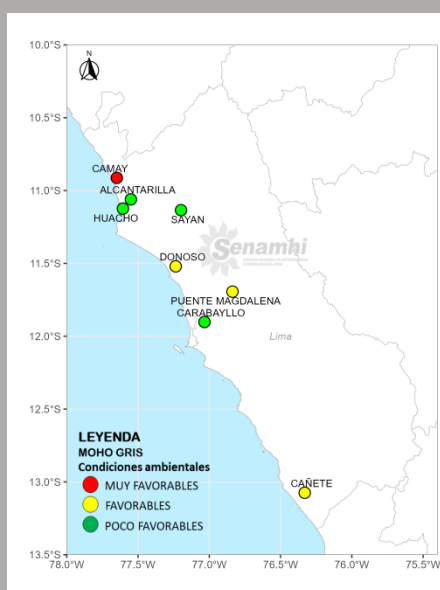 10.0°S
N
10.5°S
CAMAY
11.0°S
ALCANTARILLA
HUACHO
SAYAN
Senamhi
11.5°S
DONOSO
PUENTE MAGDALENA
CARABAYLLO
12.0°S
Lima
12.5°S
LEYENDA
MOHO GRIS
Condiciones ambientales
13.0°S
CAÑETE
MUY FAVORABLES
FAVORABLES
POCO FAVORABLES
13.5°S
78.0°W 77.5°W 77.0°W 76.5°W 76.0°W 75.5°W